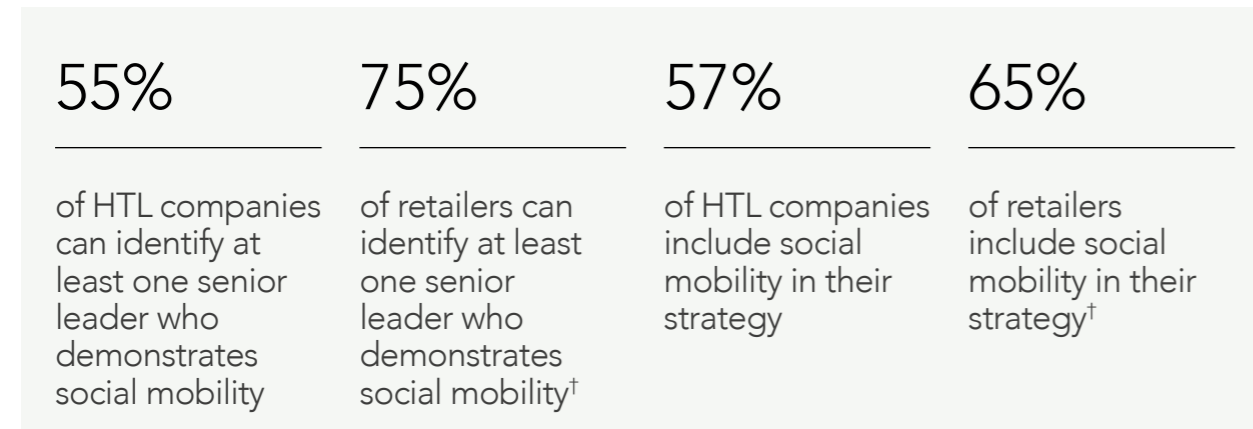 55%
of HTL companies
can identify at
least one senior
leader who
demonstrates
social mobility
75%
of retailers can
identify at least
one senior
leader who
demonstrates
social mobility†
57%
of HTL companies
include social
mobility in their
strategy
65%
of retailers
include social
mobility in their
strategy†